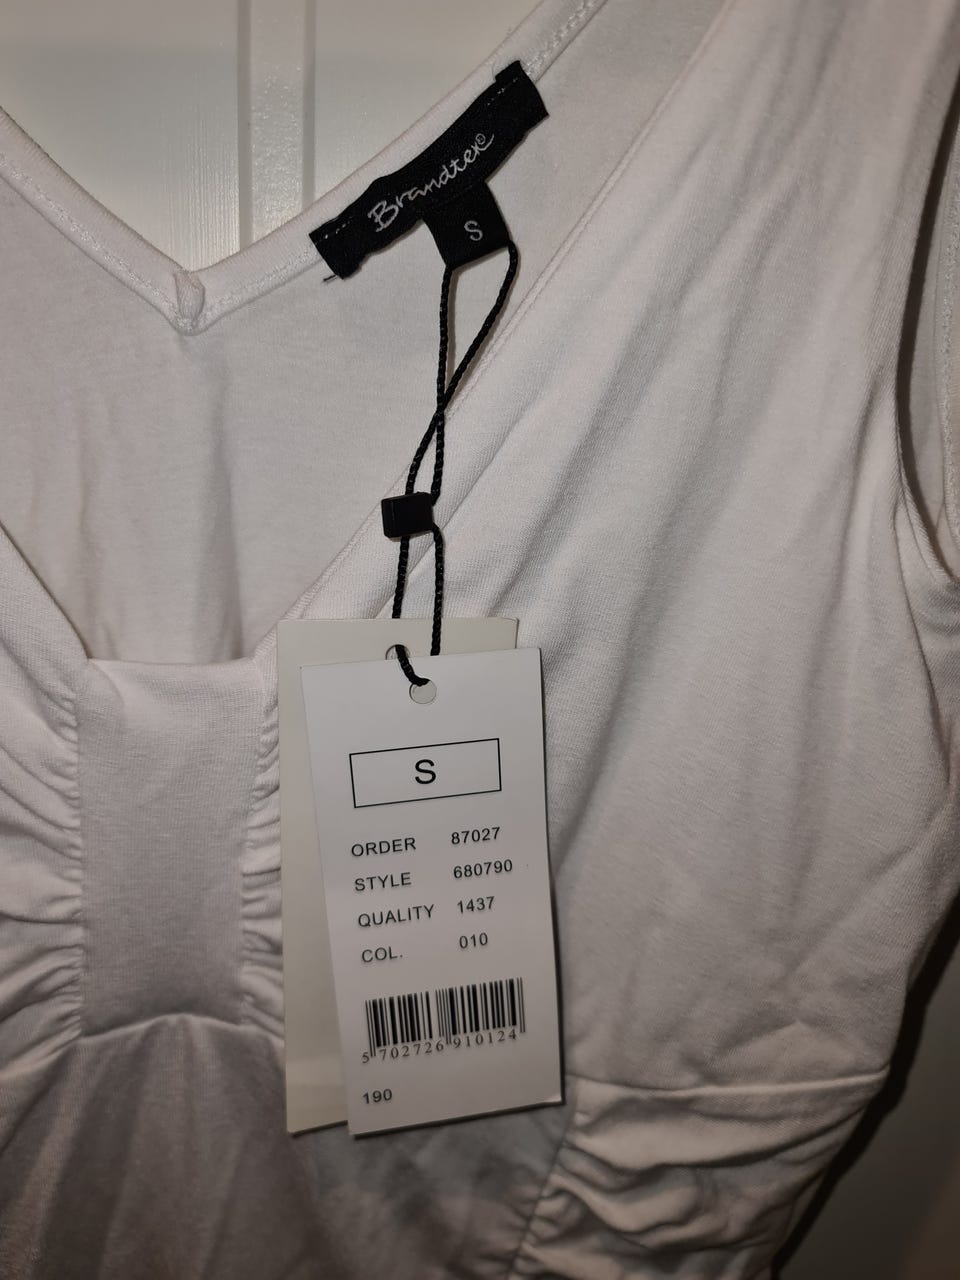 Brandtex®
S
S
ORDER 87027
STYLE 680790
QUALITY 1437
COL. 010
5 702726 910124
190